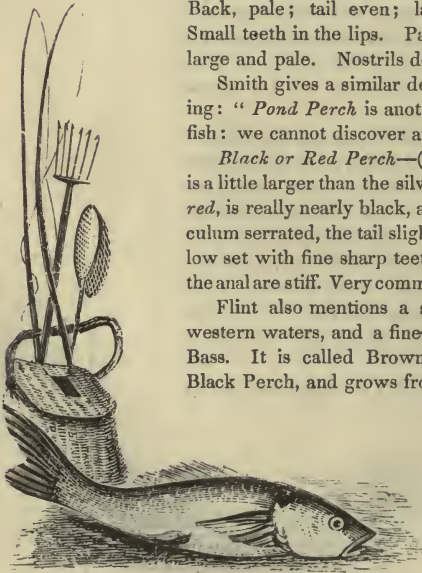 Back, pale; tail even; la
Small teeth in the lips. Pa
large and pale. Nostrils d
Smith gives a similar de
ing: “ Pond Perch is anot
fish: we cannot discover a
Black or Red Perch—(
is a little larger than the silv
red, is really nearly black, a
culum serrated, the tail sligh
low set with fine sharp teet
the anal are stiff. Very comm
Flint also mentions a s
western waters, and a fine
Bass. It is called Brown
Black Perch, and grows fro